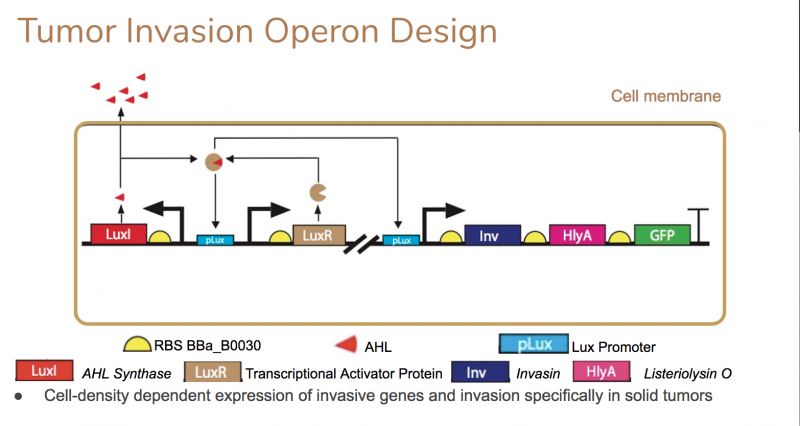 Tumor Invasion Operon Design
Cell membrane
LuxI pLux LuxR pLux Inv HlyA GFP
RBS BBa_B0030 AHL pLux Lux Promoter
LuxI AHL Synthase LuxR Transcriptional Activator Protein Inv Invasin HlyA Listeriolysin O
● Cell-density dependent expression of invasive genes and invasion specifically in solid tumors